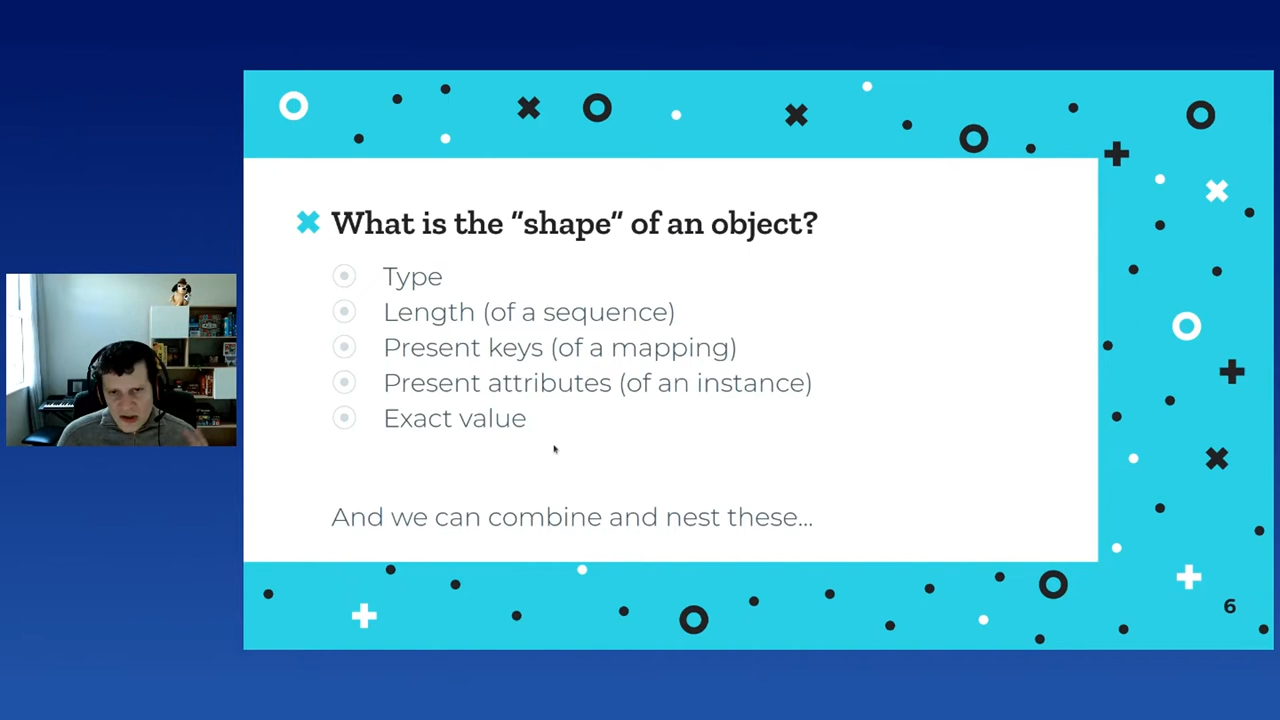 What is the “shape” of an object?
Type
Length (of a sequence)
Present keys (of a mapping)
Present attributes (of an instance)
Exact value
And we can combine and nest these...
6